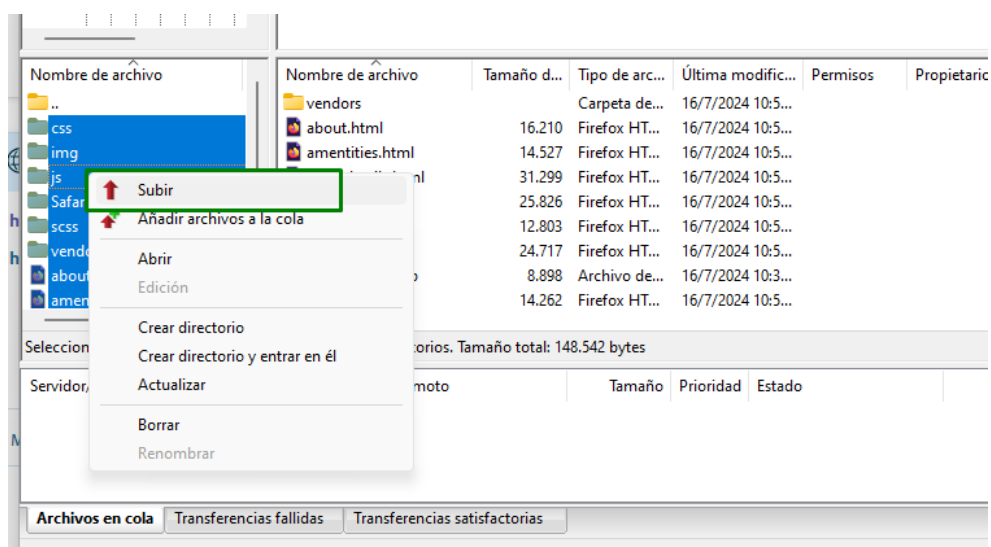 Nombre de archivo
..
css
img
js
Safar
scss
vendo
about
amen
Nombre de archivo Tamaño d... Tipo de arc... Última modific... Permisos Propietario
vendors Carpeta de... 16/7/2024 10:5...
about.html 16.210 Firefox HT... 16/7/2024 10:5...
amentities.html 14.527 Firefox HT... 16/7/2024 10:5...
31.299 Firefox HT... 16/7/2024 10:5...
25.826 Firefox HT... 16/7/2024 10:5...
12.803 Firefox HT... 16/7/2024 10:5...
24.717 Firefox HT... 16/7/2024 10:5...
8.898 Archivo de... 16/7/2024 10:3...
14.262 Firefox HT... 16/7/2024 10:5...
Subir
Añadir archivos a la cola
Abrir
Edición
Crear directorio
Crear directorio y entrar en él
Actualizar
Borrar
Renombrar
Seleccion orios. Tamaño total: 148.542 bytes
Servidor/ moto Tamaño Prioridad Estado
Archivos en cola Transferencias fallidas Transferencias satisfactorias